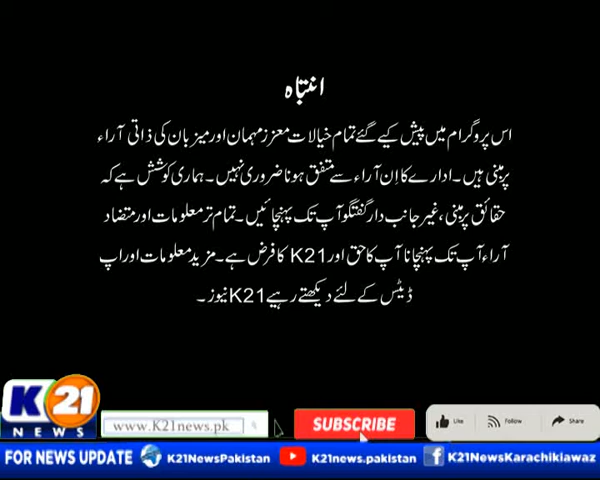 انتباہ
اس پروگرام میں پیش کیے گئے تمام خیالات معزز مہمان اور میزبان کی ذاتی آراء
پر مبنی ہیں۔ ادارے کا اِن آراء سے متفق ہونا ضروری نہیں۔ ہماری کوشش ہے کہ
حقائق پر مبنی، غیر جانب دار گفتگو آپ تک پہنچائیں۔ تمام تر معلومات اور متضاد
آراء آپ تک پہنچانا آپ کا حق اور K21 کا فرض ہے۔ مزید معلومات اور اپ
ڈیٹس کے لئے دیکھتے رہیے K21 نیوز۔
K21
NEWS
www.K21news.pk
SUBSCRIBE
Like
Follow
Share
FOR NEWS UPDATE
K21NewsPakistan
K21news.pakistan
K21NewsKarachikiawaz